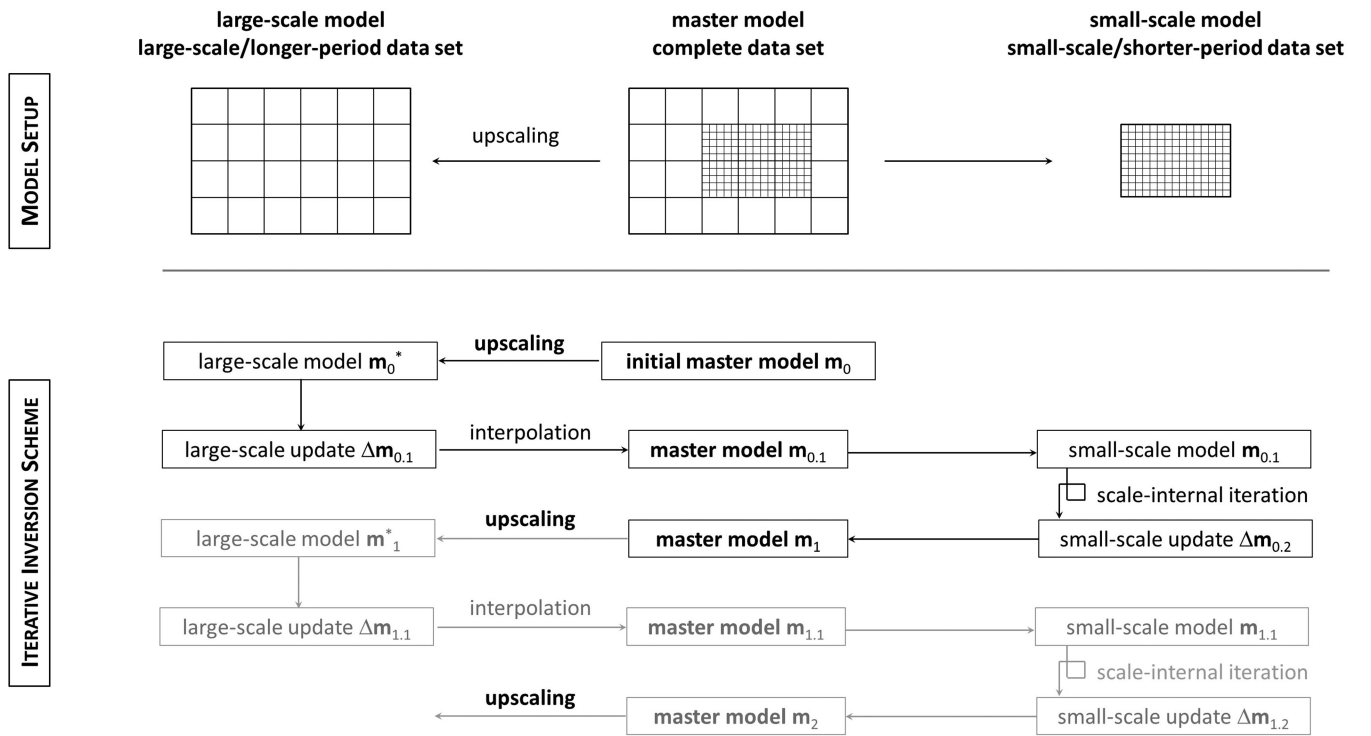 large-scale model
large-scale/longer-period data set
master model
complete data set
small-scale model
small-scale/shorter-period data set
MODEL SETUP
upscaling
ITERATIVE INVERSION SCHEME
large-scale model m₀*
upscaling
initial master model m₀
large-scale update Δm₀.₁
interpolation
master model m₀.₁
small-scale model m₀.₁
scale-internal iteration
large-scale model m*₁
upscaling
master model m₁
small-scale update Δm₀.₂
large-scale update Δm₁.₁
interpolation
master model m₁.₁
small-scale model m₁.₁
scale-internal iteration
upscaling
master model m₂
small-scale update Δm₁.₂